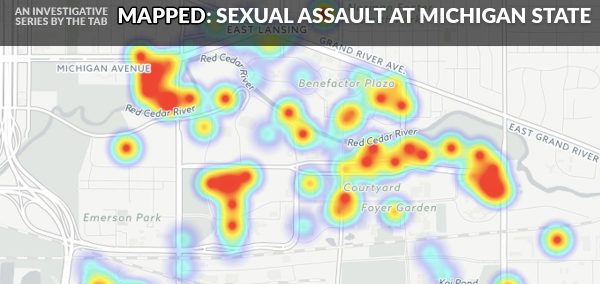 AN INVESTIGATIVE
SERIES BY THE TAB
MAPPED: SEXUAL ASSAULT AT MICHIGAN STATE
EAST LANSING
GRAND RIVER AVE
MICHIGAN AVENUE
Red Cedar River
Benefactor Plaza
Red Cedar River
Red Cedar River
EAST GRAND RIVER
Courtyard
Foyer Garden
Emerson Park
Koi Pond